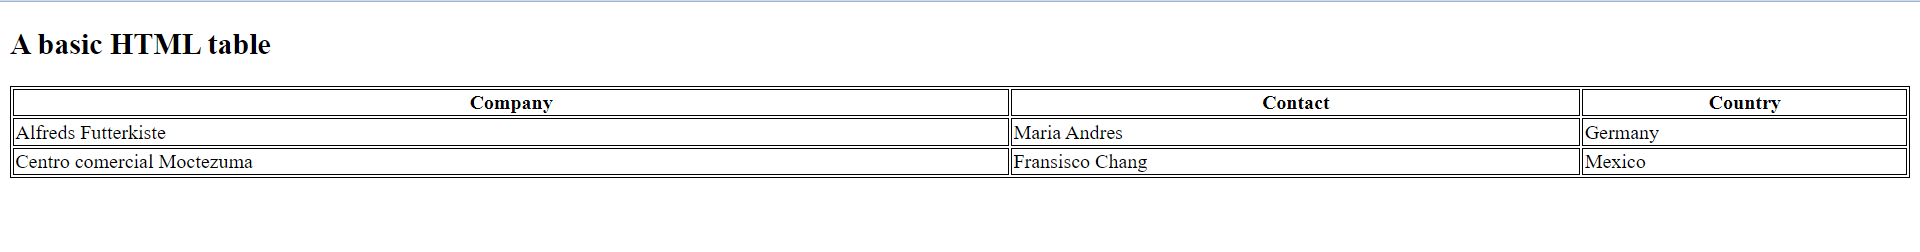 A basic HTML table
Company Contact Country
Alfreds Futterkiste Maria Andres Germany
Centro comercial Moctezuma Fransisco Chang Mexico